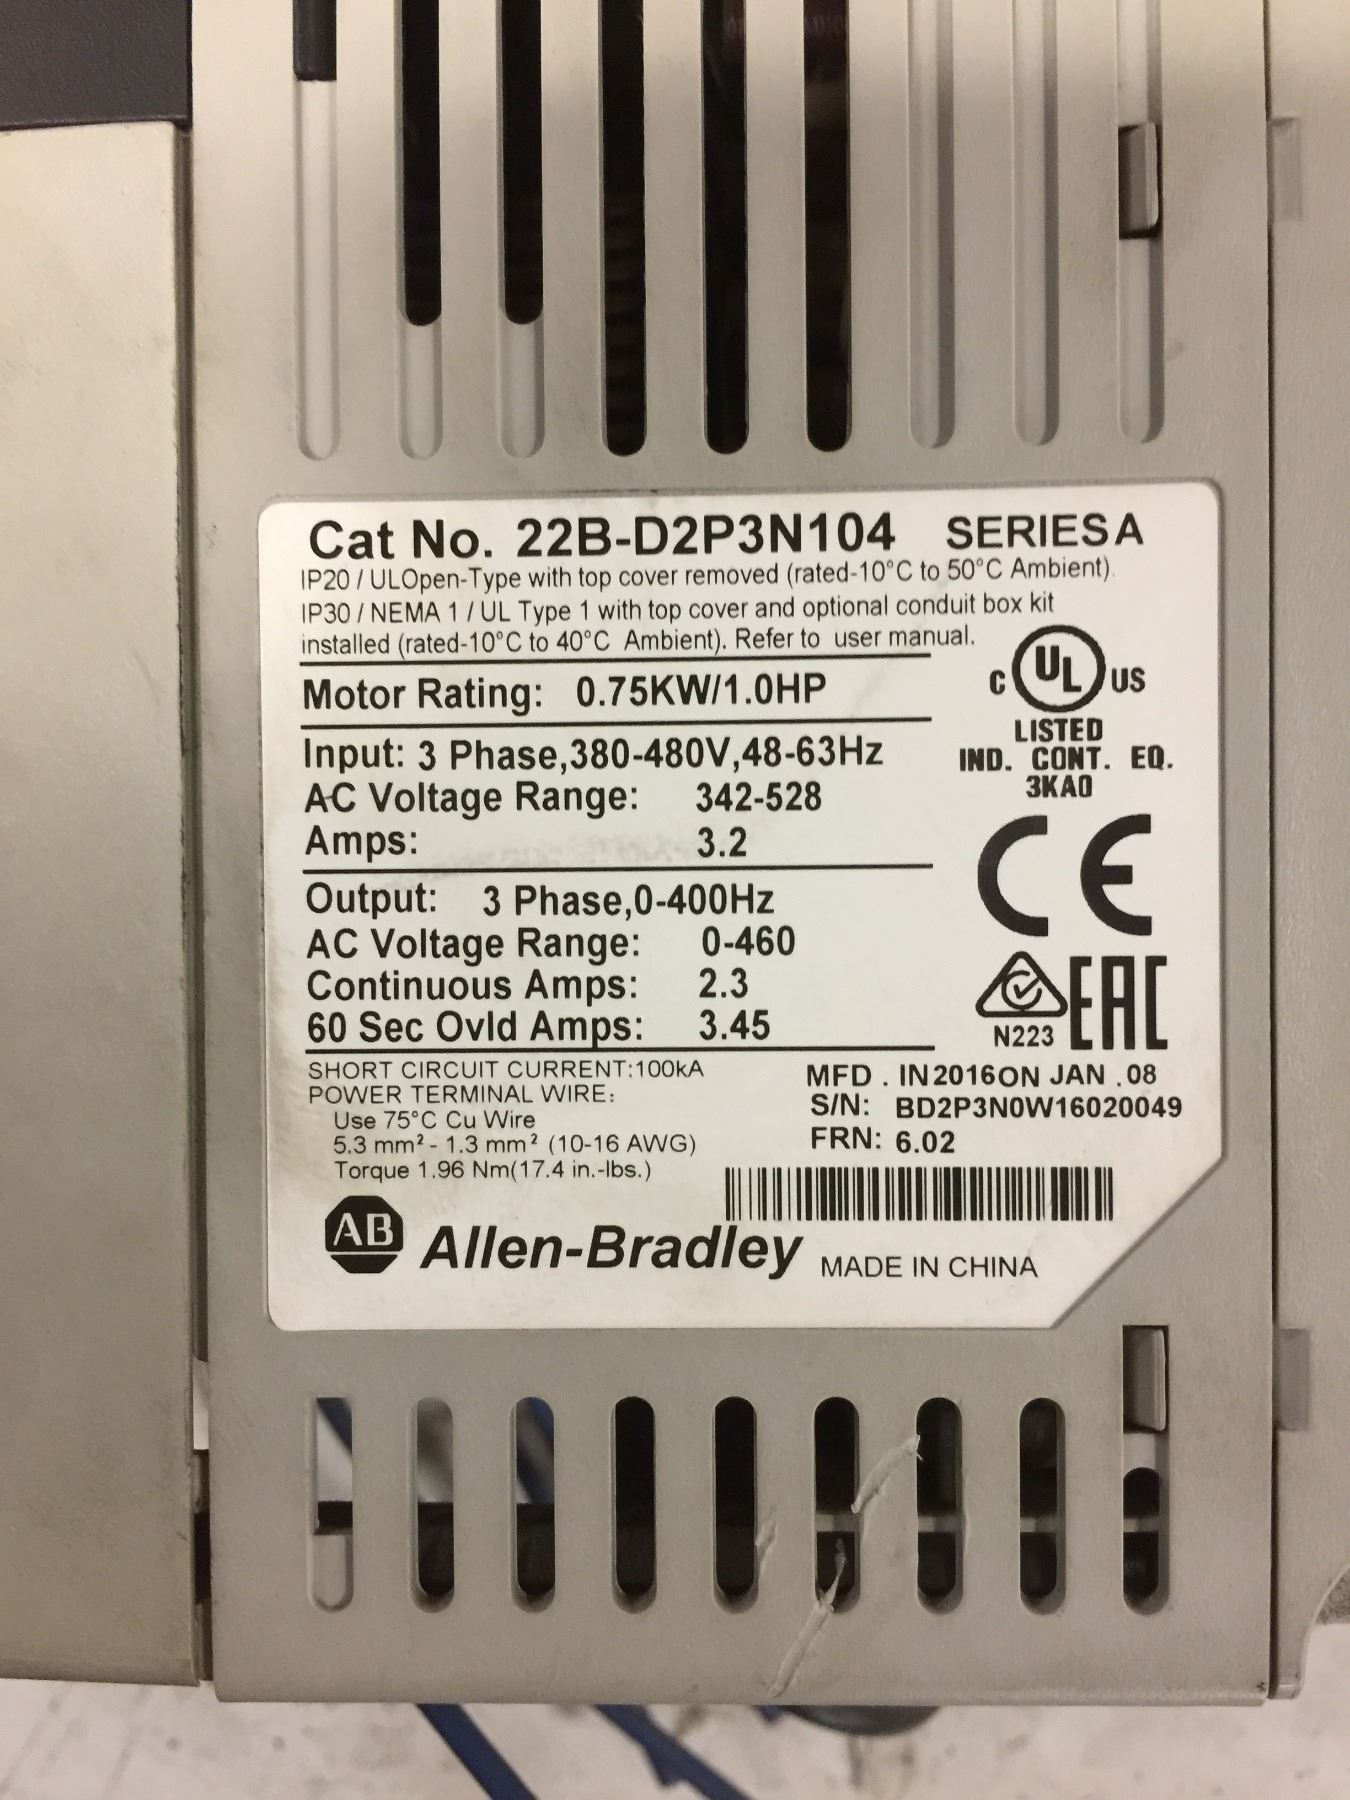 Cat No. 22B-D2P3N104 SERIES A
IP20 / ULOpen-Type with top cover removed (rated-10°C to 50°C Ambient).
IP30 / NEMA 1 / UL Type 1 with top cover and optional conduit box kit
installed (rated-10°C to 40°C Ambient). Refer to user manual.
Motor Rating: 0.75KW/1.0HP
C UL US
LISTED
IND. CONT. EQ.
3KA0
Input: 3 Phase,380-480V,48-63Hz
AC Voltage Range: 342-528
Amps: 3.2
CE
Output: 3 Phase,0-400Hz
AC Voltage Range: 0-460
Continuous Amps: 2.3
60 Sec Ovld Amps: 3.45
N223
EAC
SHORT CIRCUIT CURRENT:100kA
POWER TERMINAL WIRE:
Use 75°C Cu Wire
5.3 mm² - 1.3 mm² (10-16 AWG)
Torque 1.96 Nm(17.4 in.-lbs.)
MFD . IN 2016 ON JAN . 08
S/N: BD2P3N0W16020049
FRN: 6.02
AB Allen-Bradley MADE IN CHINA